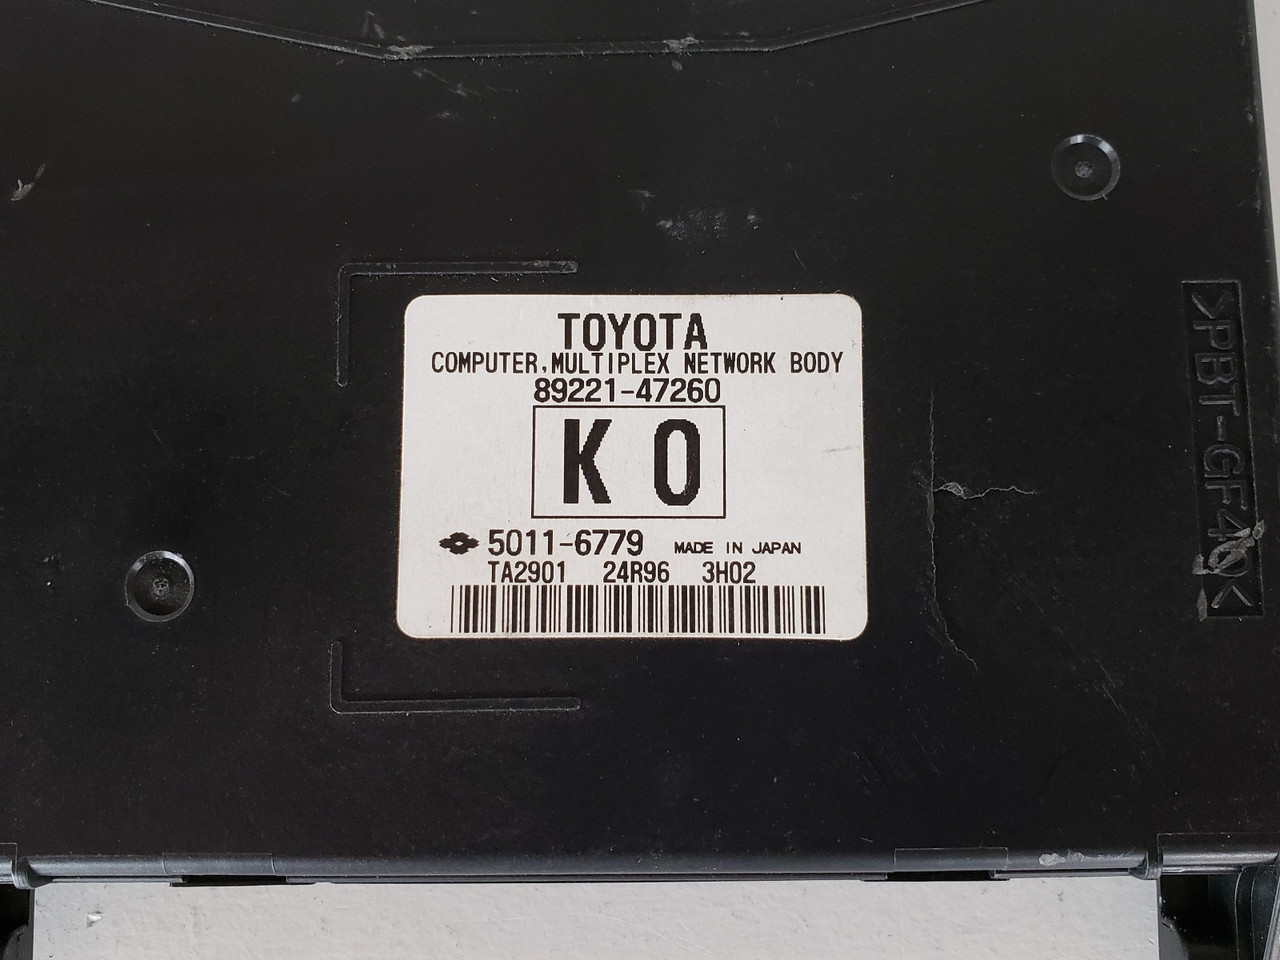 TOYOTA
COMPUTER,MULTIPLEX NETWORK BODY
89221-47260
K 0
5011-6779 MADE IN JAPAN
TA2901 24R96 3H02
>PBT-GF40<